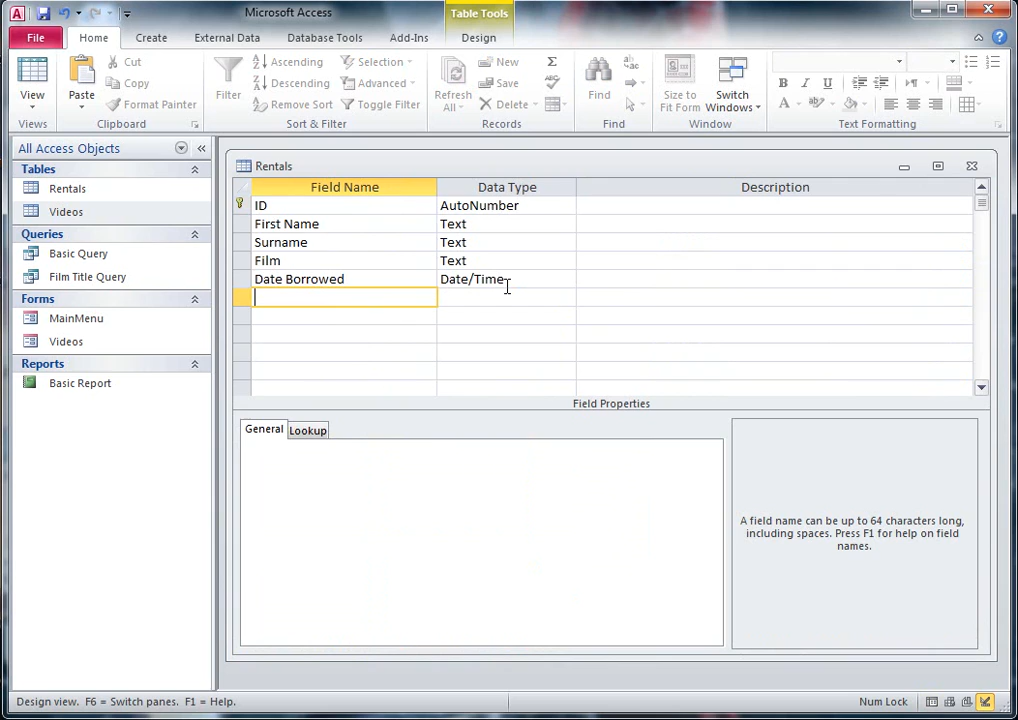 Microsoft Access
Table Tools
File
Home
Create
External Data
Database Tools
Add-Ins
Design
View
Views
Paste
Cut
Copy
Format Painter
Clipboard
Filter
Ascending
Descending
Remove Sort
Selection
Advanced
Toggle Filter
Sort & Filter
Refresh
All
New
Save
Delete
Records
Find
Find
Size to
Fit Form
Switch
Windows
Window
B I U
A
Text Formatting
All Access Objects
Tables
Rentals
Videos
Queries
Basic Query
Film Title Query
Forms
MainMenu
Videos
Reports
Basic Report
Rentals
Field Name Data Type Description
ID AutoNumber
First Name Text
Surname Text
Film Text
Date Borrowed Date/Time
Field Properties
General Lookup
A field name can be up to 64 characters long,
including spaces. Press F1 for help on field
names.
Design view. F6 = Switch panes. F1 = Help.
Num Lock